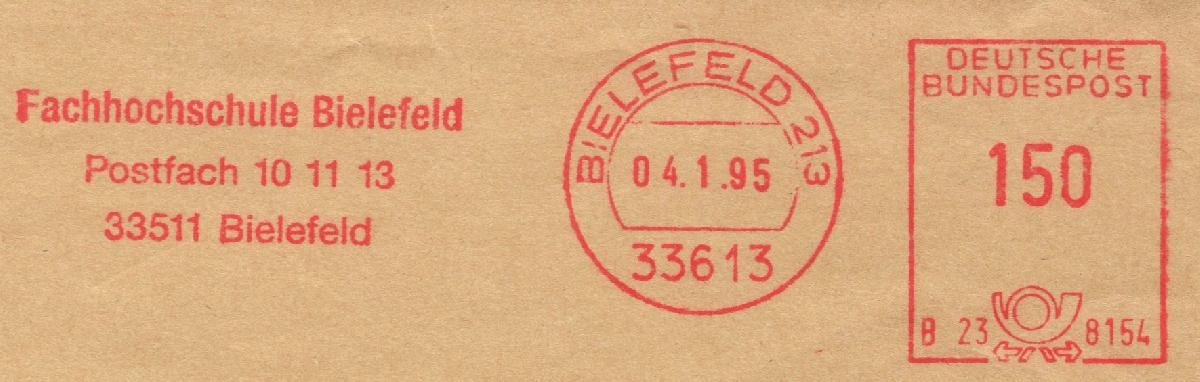 Fachhochschule Bielefeld
Postfach 10 11 13
33511 Bielefeld
BIELEFELD 213
04.1.95
33613
DEUTSCHE
BUNDESPOST
150
B 23 8154